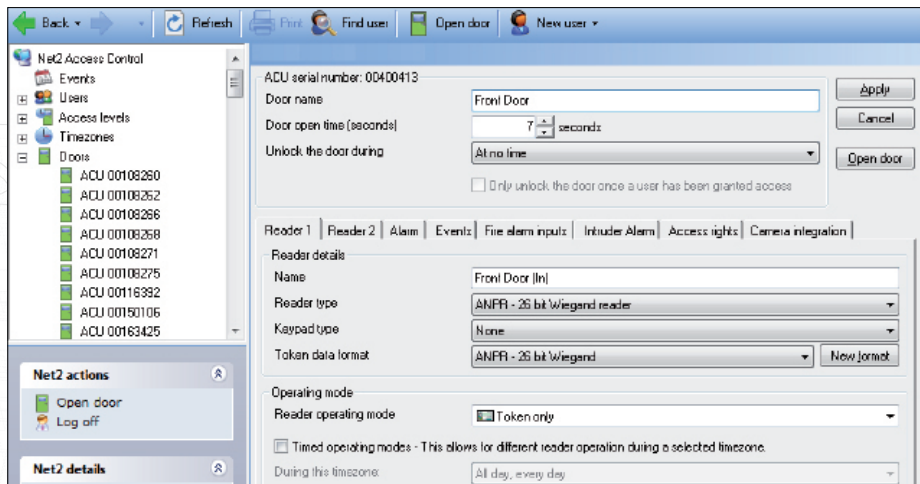 Back Refresh Print Find user Open door New user
Net2 Access Control
Events
Users
Access levels
Timezones
Doors
ACU 00108260
ACU 00108262
ACU 00108266
ACU 00108268
ACU 00108271
ACU 00108275
ACU 00116392
ACU 00150106
ACU 00163425
Net2 actions
Open door
Log off
Net2 details
ACU serial number: 00400413
Door name Front Door
Door open time (seconds) 7 seconds
Unlock the door during At no time
Only unlock the door once a user has been granted access
Apply
Cancel
Open door
Reader 1 Reader 2 Alarm Events Fire alarm inputs Intruder Alarm Access rights Camera integration
Reader details
Name Front Door (In)
Reader type ANPR - 26 bit Wiegand reader
Keypad type None
Token data format ANPR - 26 bit Wiegand New format
Operating mode
Reader operating mode Token only
Timed operating modes - This allows for different reader operation during a selected timezone.
During this timezone: All day, every day